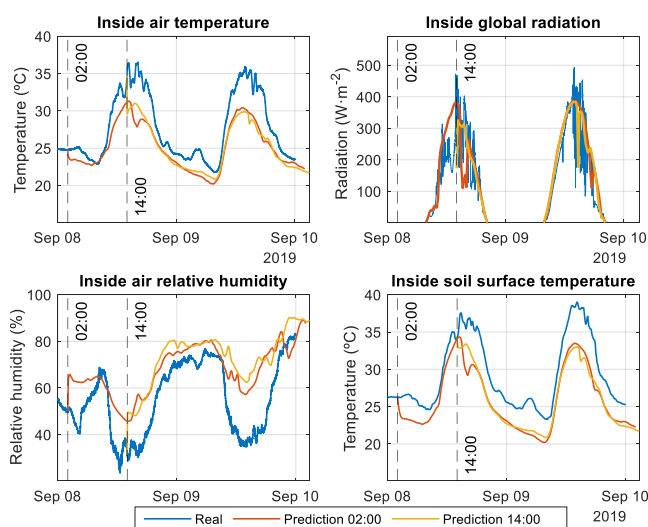 Inside air temperature
40
35
30
25
20
Temperature (ºC)
02:00
14:00
Sep 08
Sep 09
Sep 10
2019
Inside global radiation
500
400
300
200
100
Radiation (W·m-2)
02:00
14:00
Sep 08
Sep 09
Sep 10
2019
Inside air relative humidity
100
80
60
40
Relative humidity (%)
02:00
14:00
Sep 08
Sep 09
Sep 10
Inside soil surface temperature
40
35
30
25
20
Temperature (ºC)
02:00
14:00
Sep 08
Sep 09
Sep 10
2019
Real Prediction 02:00 Prediction 14:00